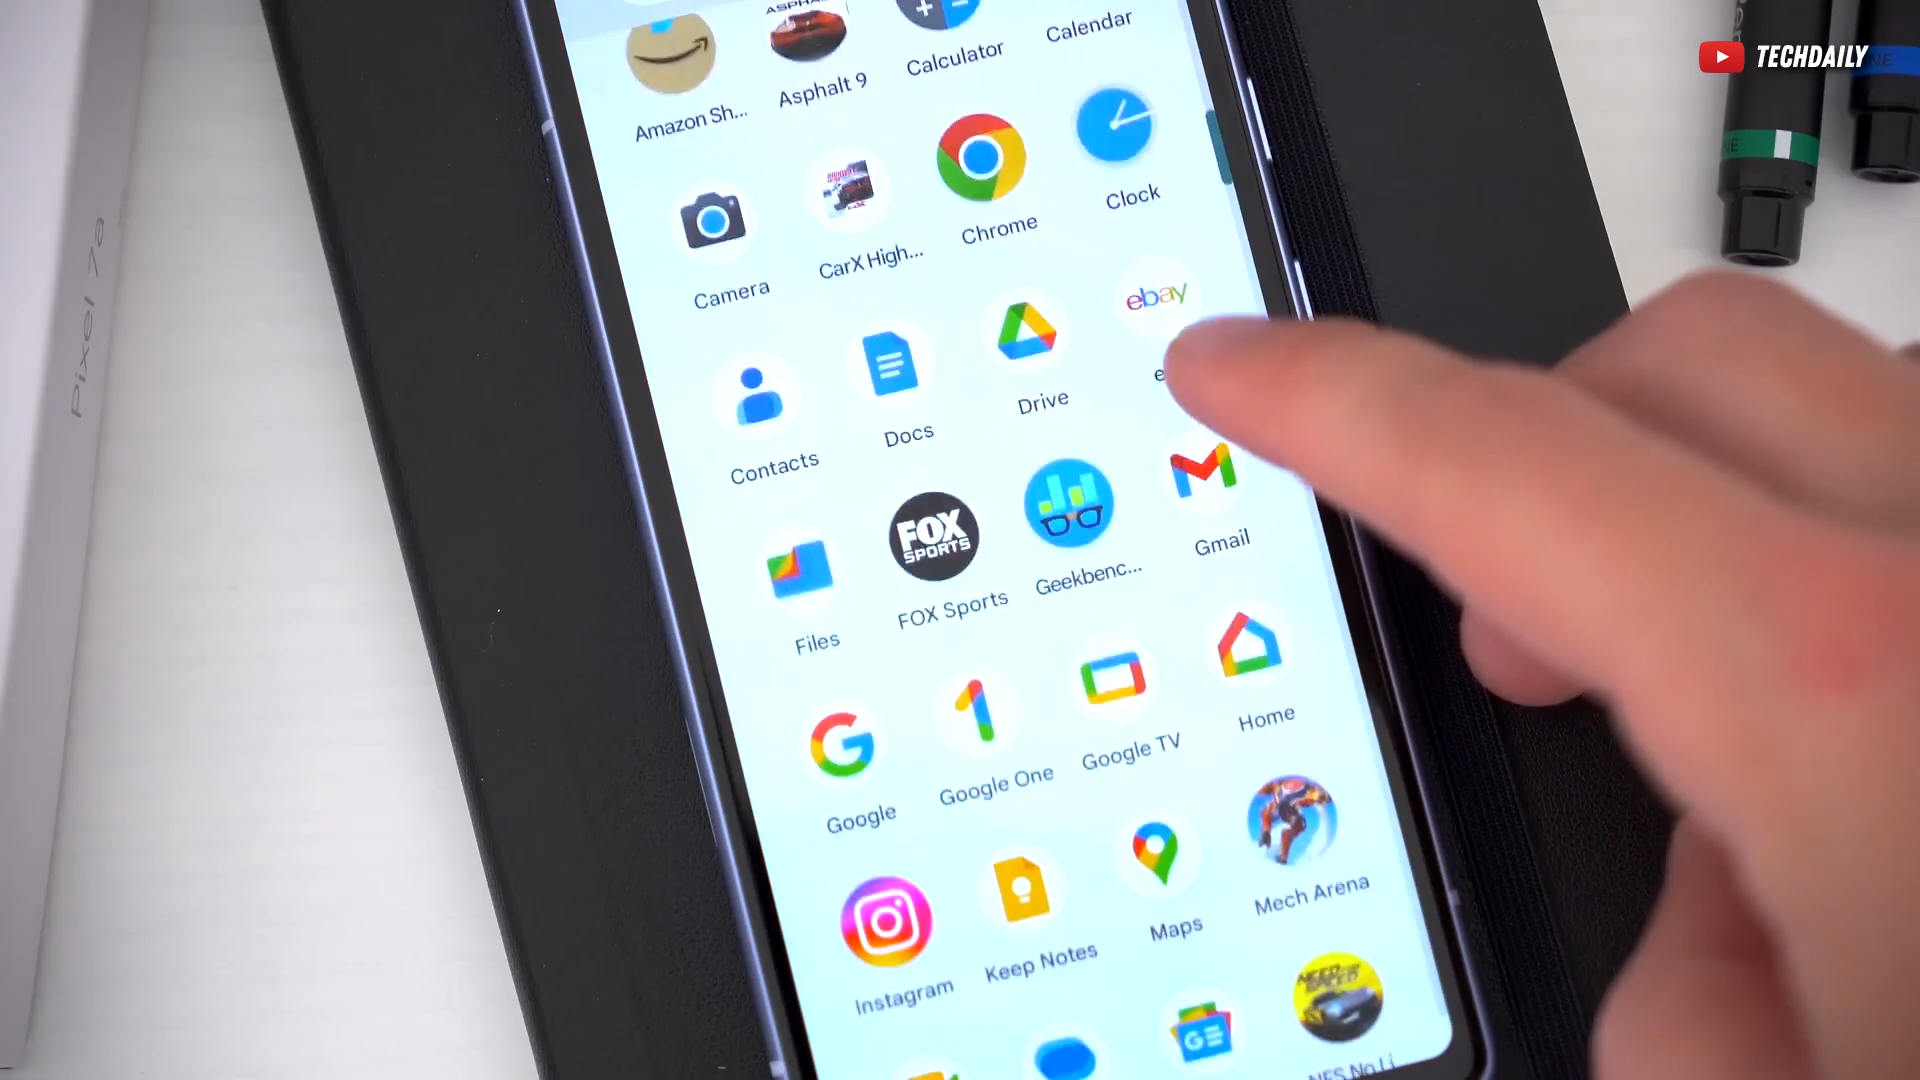 TECHDAILY
Pixel 7a
Amazon Sh...
Asphalt 9
Calculator
Calendar
Camera
CarX High...
Chrome
Clock
ebay
Contacts
Docs
Drive
Files
FOX
SPORTS
FOX Sports
Geekbenc...
Gmail
Google
Google One
Google TV
Home
Instagram
Keep Notes
Maps
Mech Arena